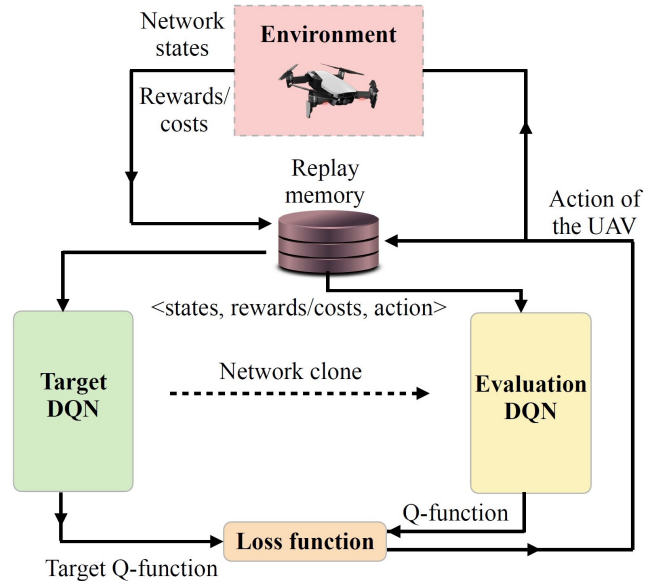 Network
states
Environment
Rewards/
costs
Replay
memory
Action of
the UAV
<states, rewards/costs, action>
Target
DQN
Network clone
Evaluation
DQN
Q-function
Loss function
Target Q-function